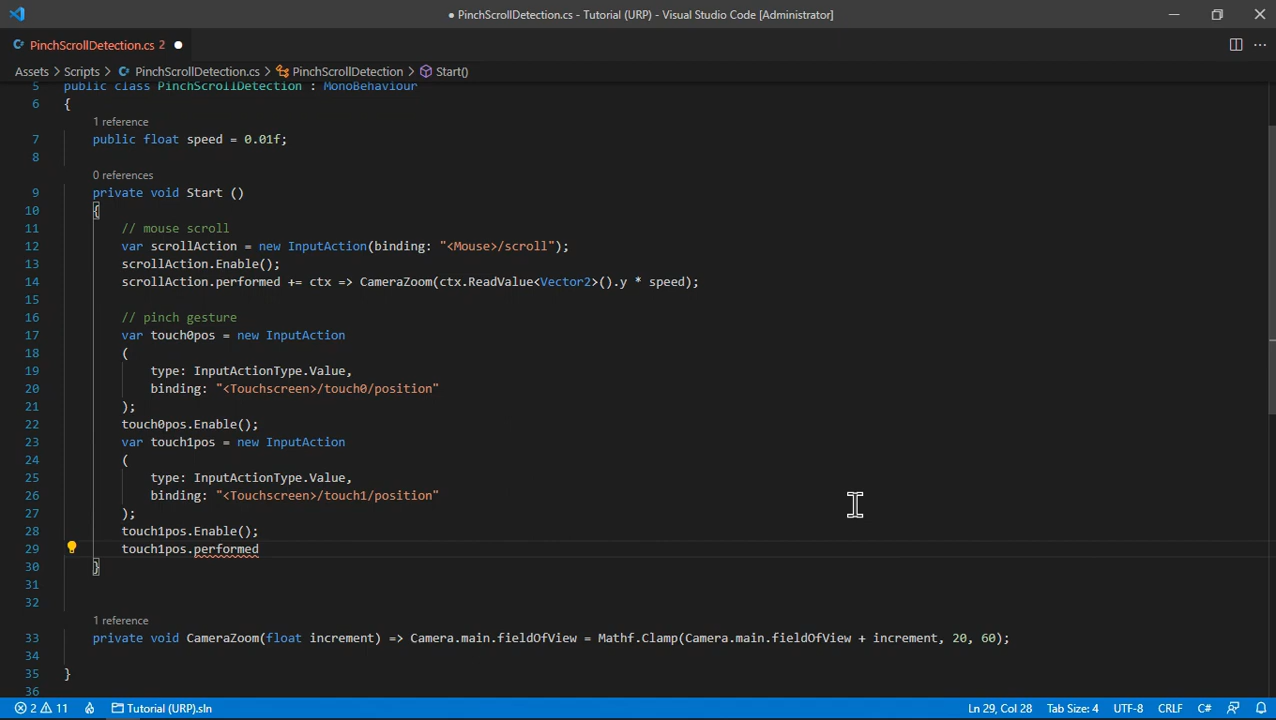 ● PinchScrollDetection.cs - Tutorial (URP) - Visual Studio Code [Administrator]
PinchScrollDetection.cs 2 ●
Assets > Scripts > PinchScrollDetection.cs > PinchScrollDetection > Start()
5 public class PinchScrollDetection : MonoBehaviour
6 {
1 reference
7 public float speed = 0.01f;
8
0 references
9 private void Start ()
10 {
11 // mouse scroll
12 var scrollAction = new InputAction(binding: "<Mouse>/scroll");
13 scrollAction.Enable();
14 scrollAction.performed += ctx => CameraZoom(ctx.ReadValue<Vector2>().y * speed);
15
16 // pinch gesture
17 var touch0pos = new InputAction
18 (
19 type: InputActionType.Value,
20 binding: "<Touchscreen>/touch0/position"
21 );
22 touch0pos.Enable();
23 var touch1pos = new InputAction
24 (
25 type: InputActionType.Value,
26 binding: "<Touchscreen>/touch1/position"
27 );
28 touch1pos.Enable();
29 touch1pos.performed
30 }
31
32
1 reference
33 private void CameraZoom(float increment) => Camera.main.fieldOfView = Mathf.Clamp(Camera.main.fieldOfView + increment, 20, 60);
34
35 }
36
2 11 Tutorial (URP).sln Ln 29, Col 28 Tab Size: 4 UTF-8 CRLF C#